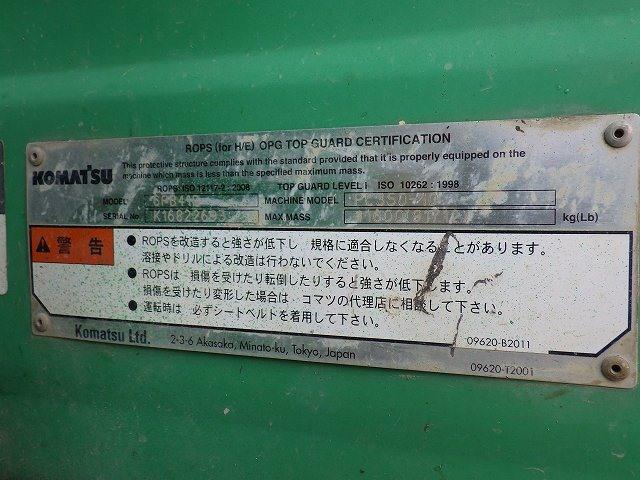 ROPS (for H/E) OPG TOP GUARD CERTIFICATION
KOMATSU
This protective structure complies with the standard provided that it is properly equipped on the
machine which mass is less than the specified maximum mass.
ROPS: ISO 12117-2 : 2008 TOP GUARD LEVEL I ISO 10262 : 1998
MODEL MACHINE MODEL
SERIAL No. MAX MASS kg(Lb)
警告
● ROPSを改造すると強さが低下し 規格に適合しなくなることがあります。
溶接やドリルによる改造は行わないでください。
● ROPSは 損傷を受けたり転倒したりすると強さが低下します。
損傷を受けたり変形した場合は コマツの代理店に相談して下さい。
● 運転時は 必ずシートベルトを着用して下さい。
09620-B2011
Komatsu Ltd. 2-3-6 Akasaka, Minato-ku, Tokyo, Japan
09620-T2001